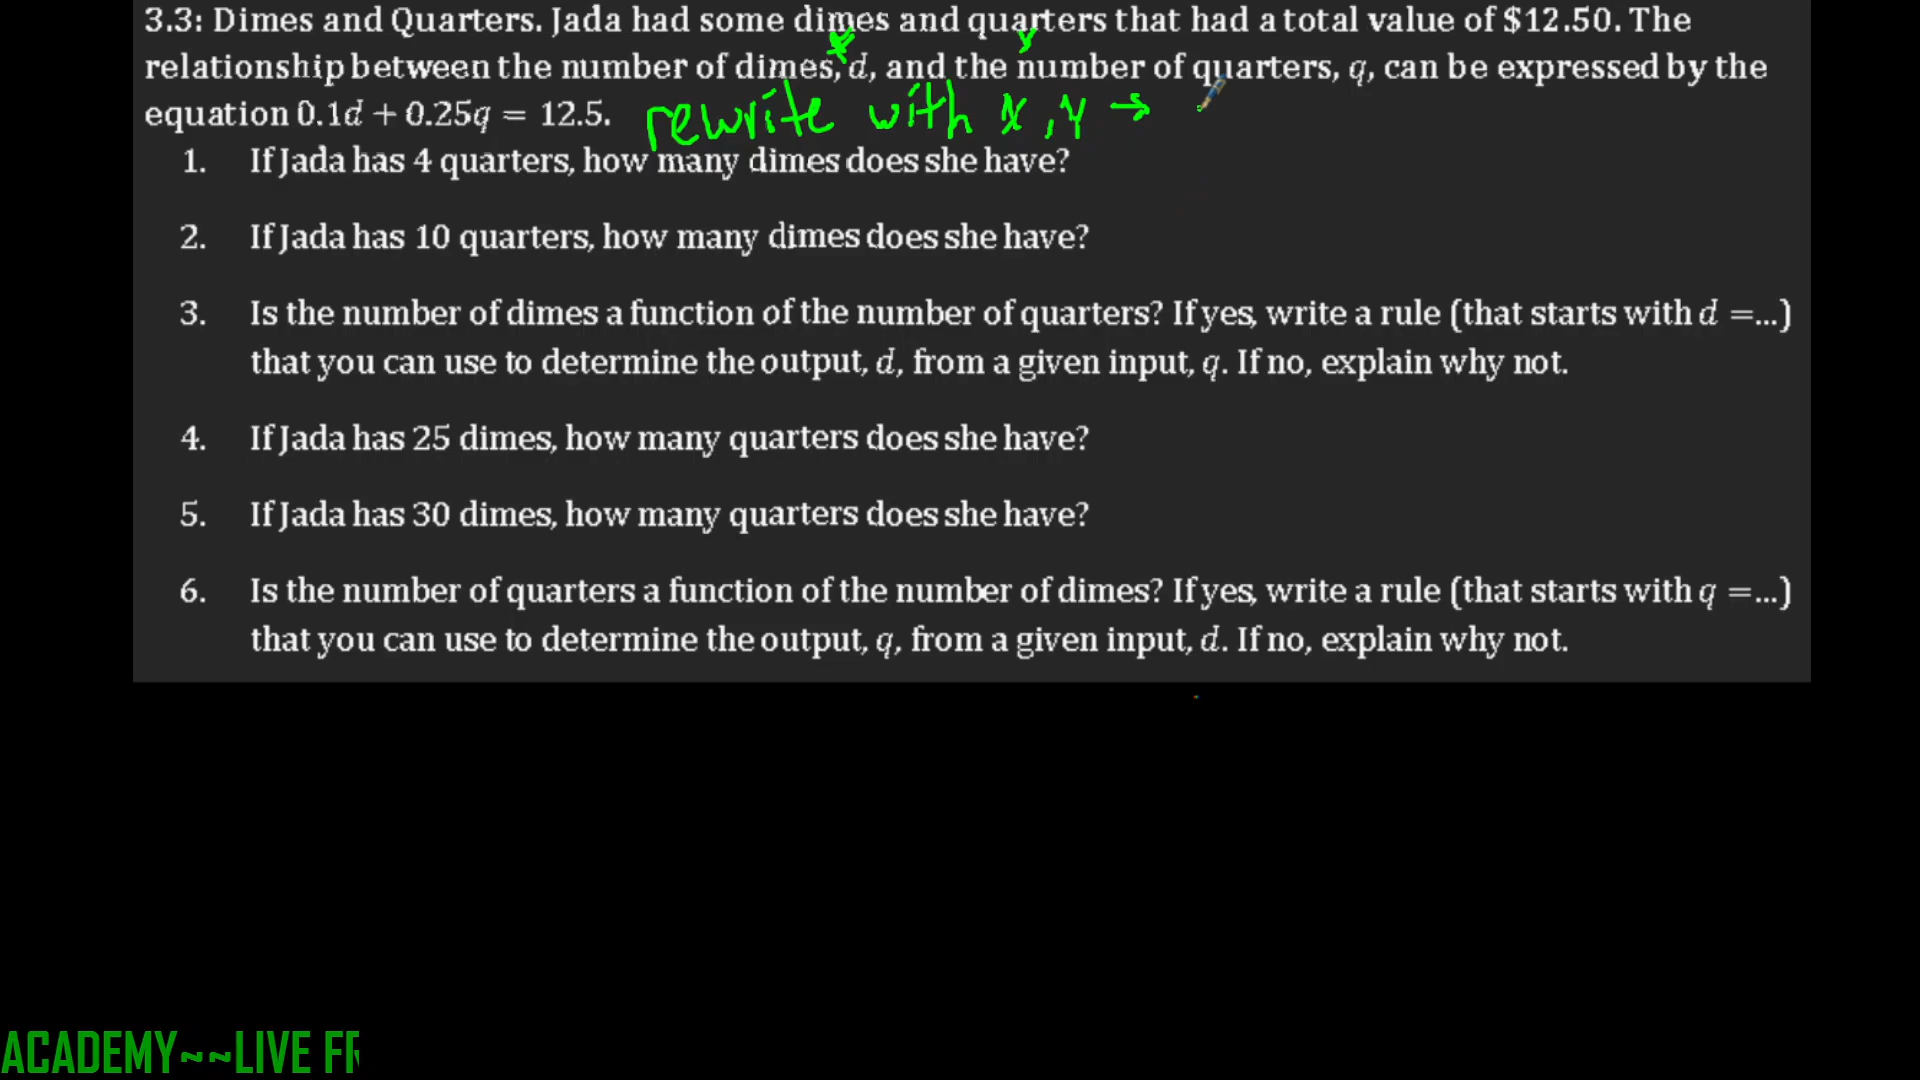 3.3: Dimes and Quarters. Jada had some dimes and quarters that had a total value of $12.50. The
relationship between the number of dimes, d, and the number of quarters, q, can be expressed by the
equation 0.1d + 0.25q = 12.5. rewrite with x, y →
1. If Jada has 4 quarters, how many dimes does she have?
2. If Jada has 10 quarters, how many dimes does she have?
3. Is the number of dimes a function of the number of quarters? If yes, write a rule (that starts with d =...)
that you can use to determine the output, d, from a given input, q. If no, explain why not.
4. If Jada has 25 dimes, how many quarters does she have?
5. If Jada has 30 dimes, how many quarters does she have?
6. Is the number of quarters a function of the number of dimes? If yes, write a rule (that starts with q =...)
that you can use to determine the output, q, from a given input, d. If no, explain why not.
ACADEMY~~LIVE